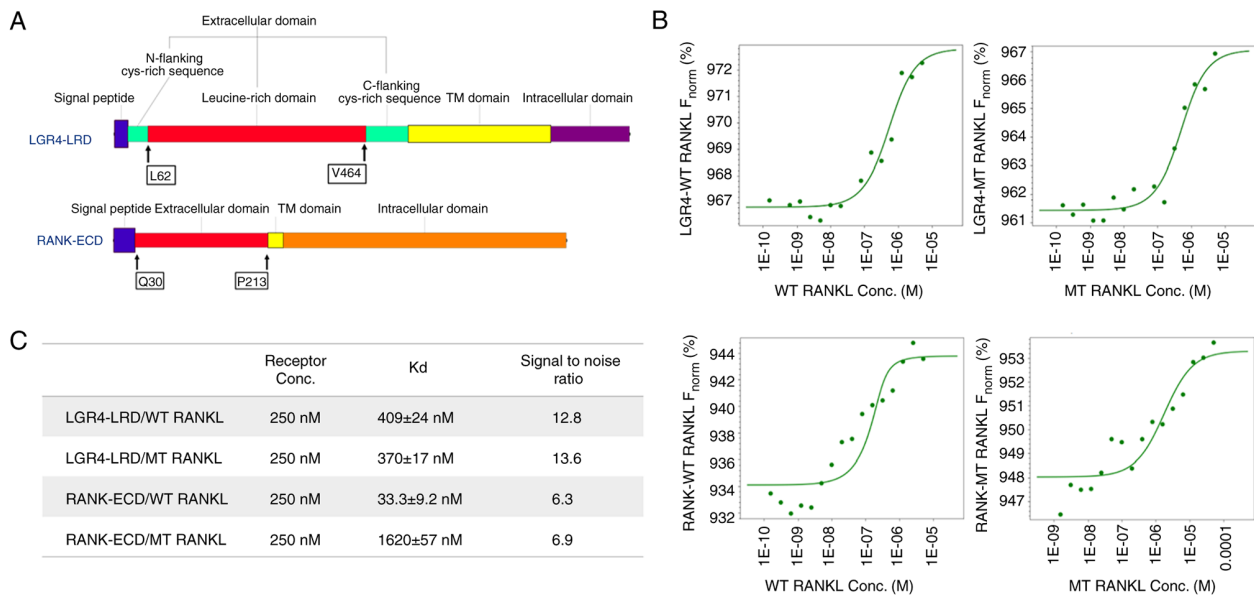 A
Extracellular domain
N-flanking
cys-rich sequence
C-flanking
cys-rich sequence
Signal peptide
Leucine-rich domain
TM domain
Intracellular domain
LGR4-LRD
L62
V464
Signal peptide
Extracellular domain
TM domain
Intracellular domain
RANK-ECD
Q30
P213
B
LGR4-WT RANKL Fnorm (%)
972
971
970
969
968
967
1E-10
1E-09
1E-08
1E-07
1E-06
1E-05
WT RANKL Conc. (M)
LGR4-MT RANKL Fnorm (%)
967
966
965
964
963
962
961
1E-10
1E-09
1E-08
1E-07
1E-06
1E-05
MT RANKL Conc. (M)
RANK-WT RANKL Fnorm (%)
944
942
940
938
936
934
932
1E-10
1E-09
1E-08
1E-07
1E-06
1E-05
WT RANKL Conc. (M)
RANK-MT RANKL Fnorm (%)
953
952
951
950
949
948
947
1E-09
1E-08
1E-07
1E-06
1E-05
0.0001
MT RANKL Conc. (M)
C
Receptor
Conc.
Kd
Signal to noise
ratio
LGR4-LRD/WT RANKL 250 nM 409±24 nM 12.8
LGR4-LRD/MT RANKL 250 nM 370±17 nM 13.6
RANK-ECD/WT RANKL 250 nM 33.3±9.2 nM 6.3
RANK-ECD/MT RANKL 250 nM 1620±57 nM 6.9